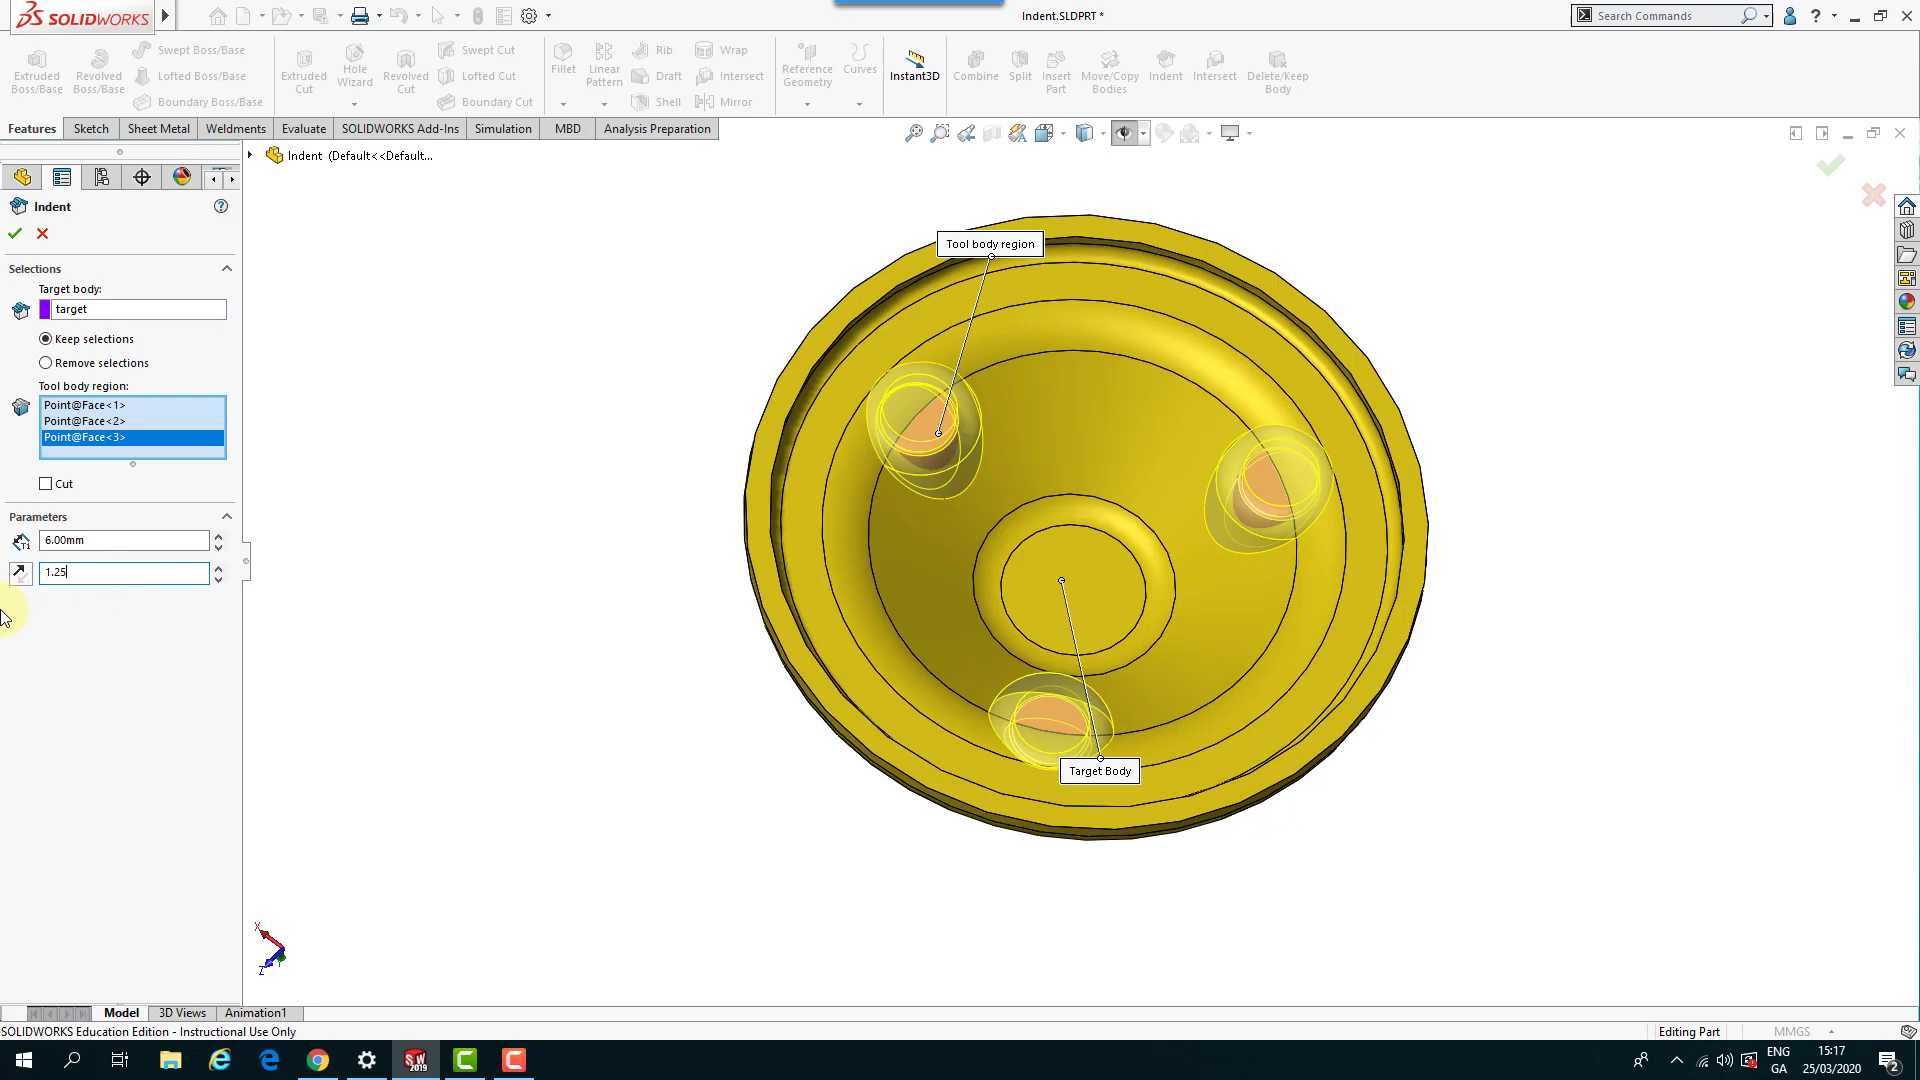 SOLIDWORKS
Indent.SLDPRT *
Search Commands
Extruded Boss/Base
Revolved Boss/Base
Swept Boss/Base
Lofted Boss/Base
Boundary Boss/Base
Extruded Cut
Hole Wizard
Revolved Cut
Swept Cut
Lofted Cut
Boundary Cut
Fillet
Linear Pattern
Rib
Draft
Shell
Wrap
Intersect
Mirror
Reference Geometry
Curves
Instant3D
Combine
Split
Insert Part
Move/Copy Bodies
Indent
Intersect
Delete/Keep Body
Features
Sketch
Sheet Metal
Weldments
Evaluate
SOLIDWORKS Add-Ins
Simulation
MBD
Analysis Preparation
Indent (Default<<Default...
Indent
Selections
Target body:
target
Keep selections
Remove selections
Tool body region:
Point@Face<1>
Point@Face<2>
Point@Face<3>
Cut
Parameters
T1
6.00mm
1.25
Tool body region
Target Body
X
Z
Model
3D Views
Animation1
SOLIDWORKS Education Edition - Instructional Use Only
Editing Part
MMGS
SW
2019
ENG
GA
15:17
25/03/2020
2